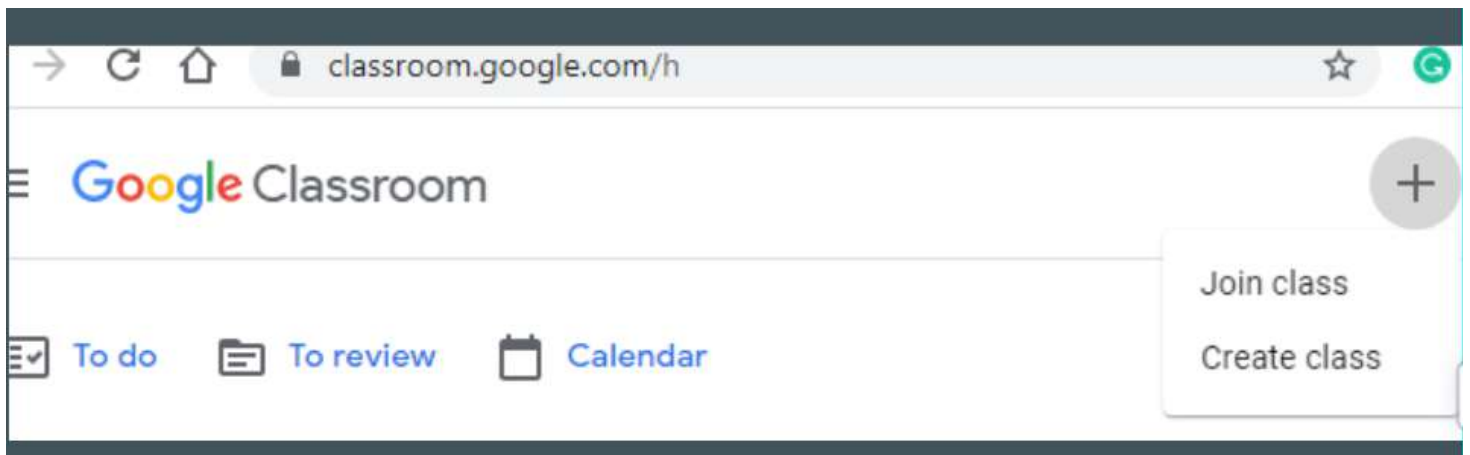 classroom.google.com/h
Google Classroom
Join class
To do To review Calendar
Create class